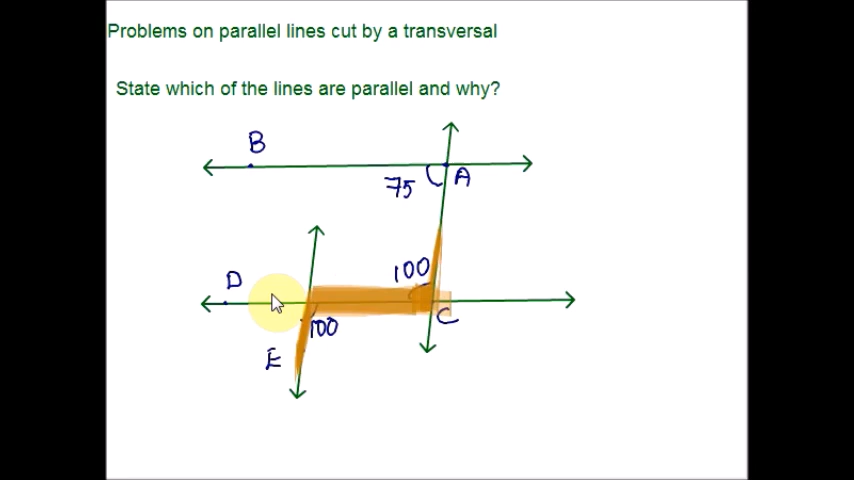 Problems on parallel lines cut by a transversal
State which of the lines are parallel and why?
B
75 A
D 100
100 C
E